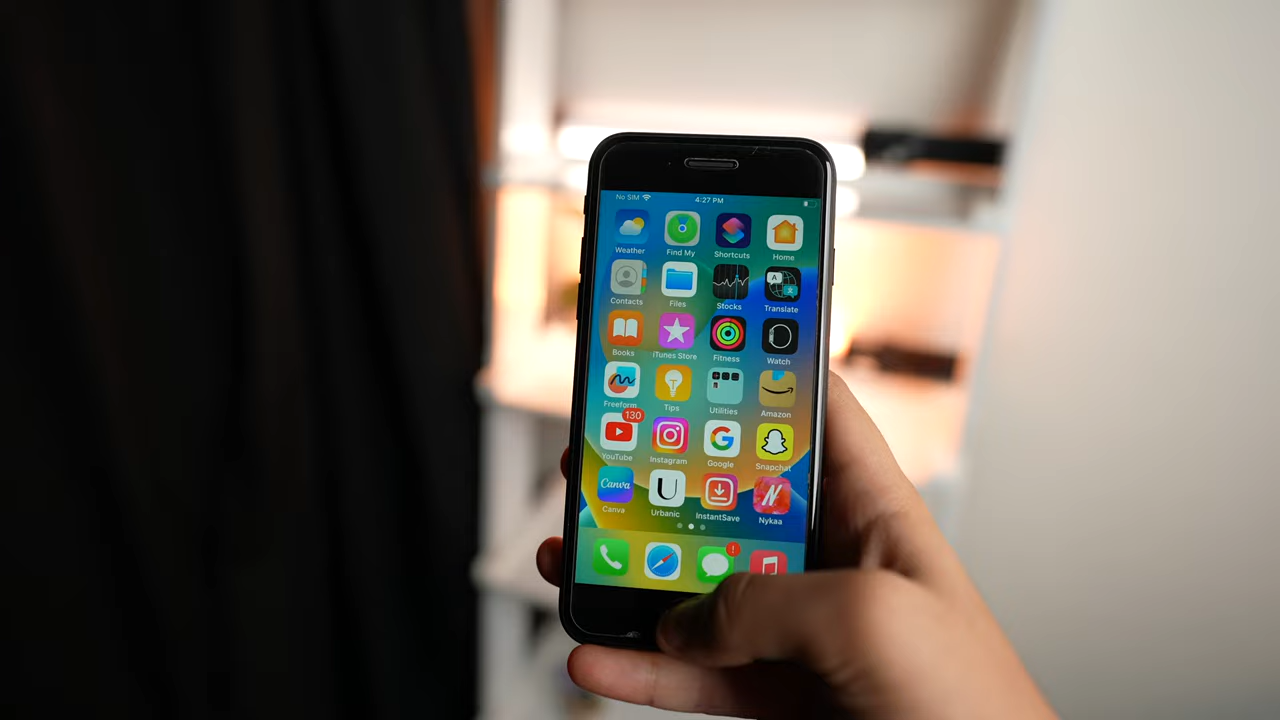 No SIM 4:27 PM
Weather Find My Shortcuts Home
Contacts Files Stocks Translate
Books iTunes Store Fitness Watch
Freeform Tips Utilities Amazon
130
YouTube Instagram Google Snapchat
Canva
Canva Urbanic InstantSave Nykaa